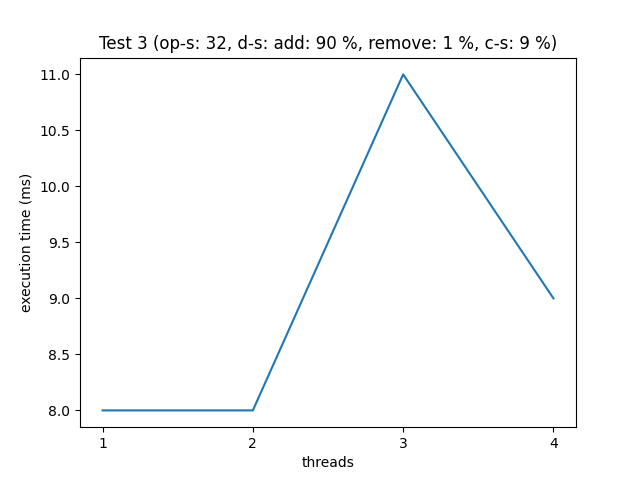 Test 3 (op-s: 32, d-s: add: 90 %, remove: 1 %, c-s: 9 %)
11.0
10.5
10.0
9.5
9.0
8.5
8.0
execution time (ms)
1 2 3 4
threads